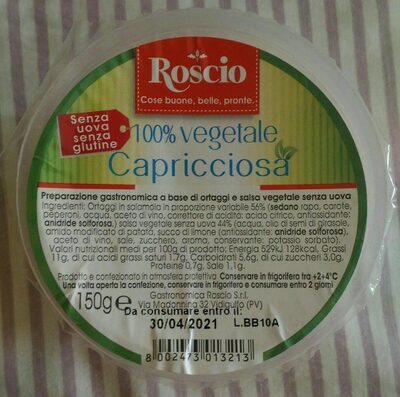 Roscio
Cose buone, belle, pronte.
Senza
uova
senza
glutine
100% vegetale
Capricciosa
Preparazione gastronomica a base di ortaggi e salsa vegetale senza uova
Ingredienti: Ortaggi in salamoia in proporzione variabile 56% (sedano rapa, carote,
peperoni, acqua, aceto di vino, correttore di acidità: acido citrico, antiossidante:
anidride solforosa), salsa vegetale senza uova 44% (acqua, olio di semi di girasole,
amido modificato di patata, succo di limone (antiossidante: anidride solforosa),
aceto di vino, sale, zucchero, aroma, conservante: potassio sorbato).
Valori nutrizionali medi per 100g di prodotto: Energia 529kJ 128kcal, Grassi
11g, di cui acidi grassi saturi 1.7g, Carboidrati 5.6g, di cui zuccheri 3.0g,
Proteine 0,7g, Sale 1,1g.
Prodotto e confezionato in atmosfera protettiva. Conservare in frigorifero tra +2+4°C
Una volta aperta la confezione, conservare in frigorifero e consumare entro 2 giorni
Gastronomica Roscio S.r.l.
150g e Via Madonnina 32 Vidigulfo (PV)
Da consumare entro il:
30/04/2021 L.BB10A
8 002473 013213